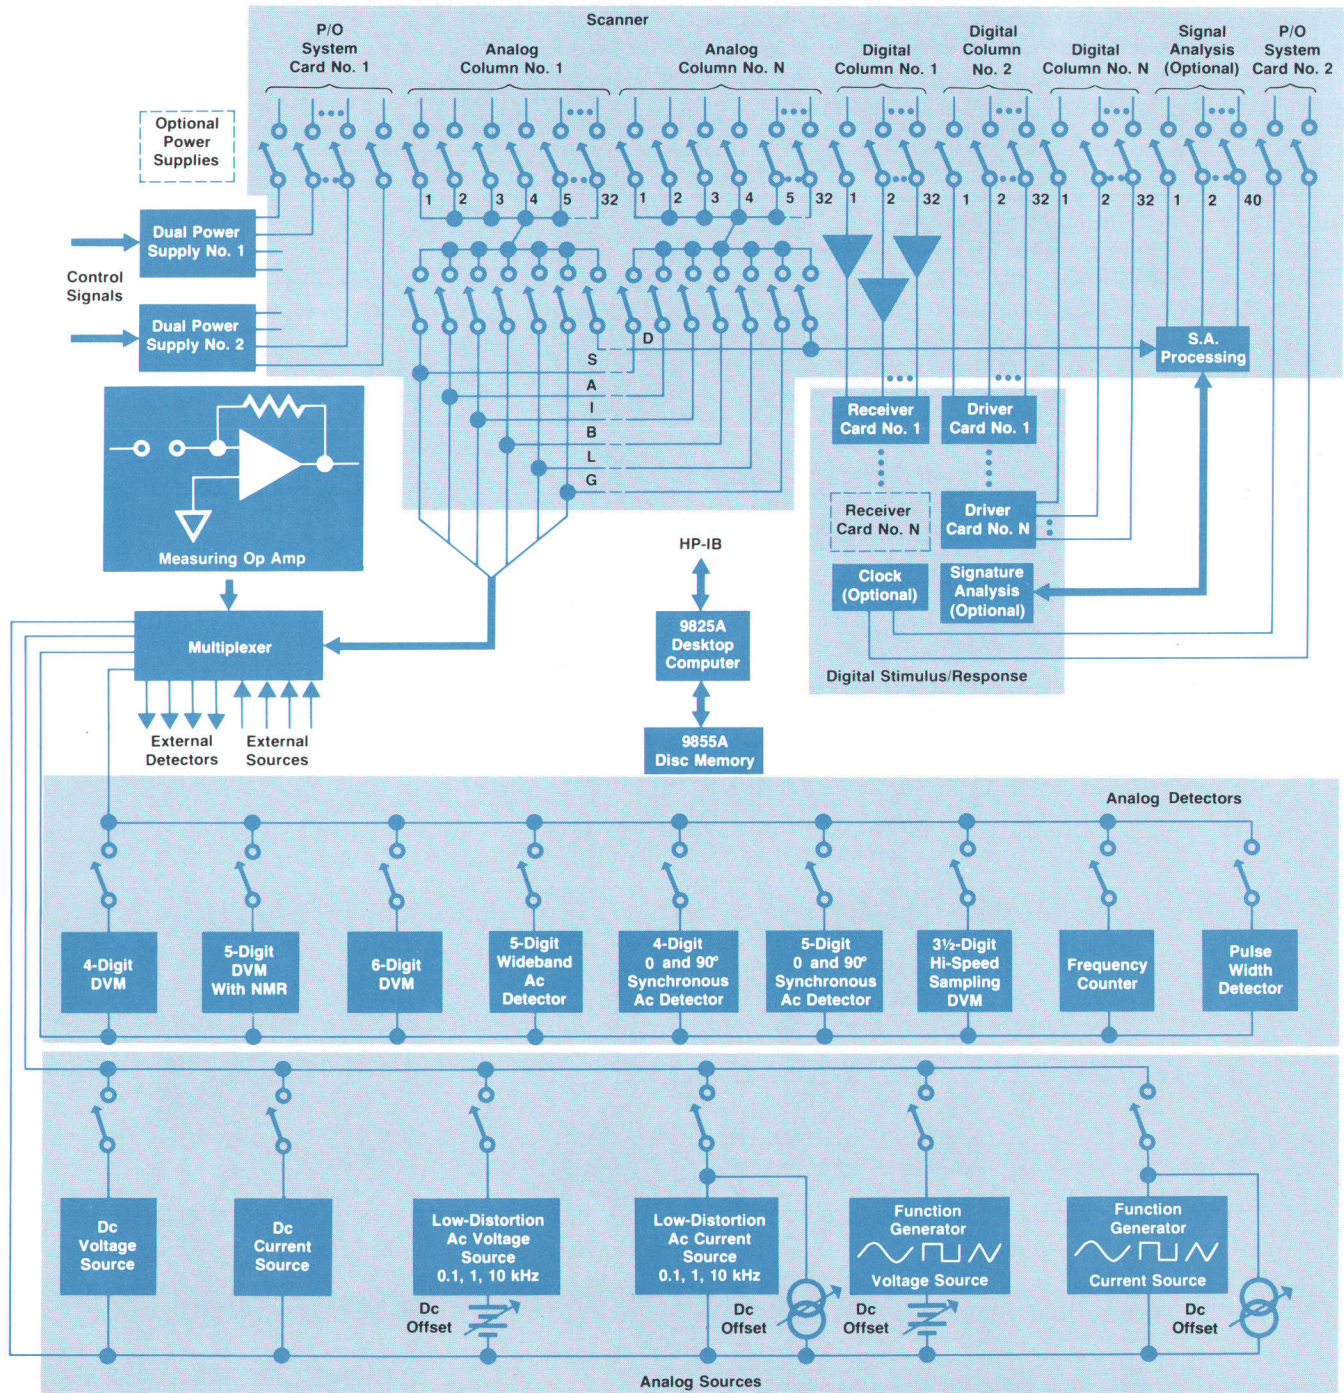 Scanner
P/O
System
Card No. 1
Analog
Column No. 1
Analog
Column No. N
Digital
Column No. 1
Digital
Column
No. 2
Digital
Column No. N
Signal
Analysis
(Optional)
P/O
System
Card No. 2
Optional
Power
Supplies
1 2 3 4 5 32 1 2 3 4 5 32 1 2 32 1 2 32 1 2 32 1 2 40
Dual Power
Supply No. 1
Control
Signals
Dual Power
Supply No. 2
D
S
A
I
B
L
G
S.A.
Processing
Receiver
Card No. 1
Driver
Card No. 1
Receiver
Card No. N
Driver
Card No. N
Clock
(Optional)
Signature
Analysis
(Optional)
Digital Stimulus/Response
Measuring Op Amp
Multiplexer
External
Detectors
External
Sources
HP-IB
9825A
Desktop
Computer
9855A
Disc Memory
Analog Detectors
4-Digit
DVM
5-Digit
DVM
With NMR
6-Digit
DVM
5-Digit
Wideband
Ac
Detector
4-Digit
0 and 90°
Synchronous
Ac Detector
5-Digit
0 and 90°
Synchronous
Ac Detector
3½-Digit
Hi-Speed
Sampling
DVM
Frequency
Counter
Pulse
Width
Detector
Dc
Voltage
Source
Dc
Current
Source
Low-Distortion
Ac Voltage
Source
0.1, 1, 10 kHz
Dc
Offset
Low-Distortion
Ac Current
Source
0.1, 1, 10 kHz
Dc
Offset
Function
Generator
Voltage Source
Dc
Offset
Function
Generator
Current Source
Dc
Offset
Analog Sources